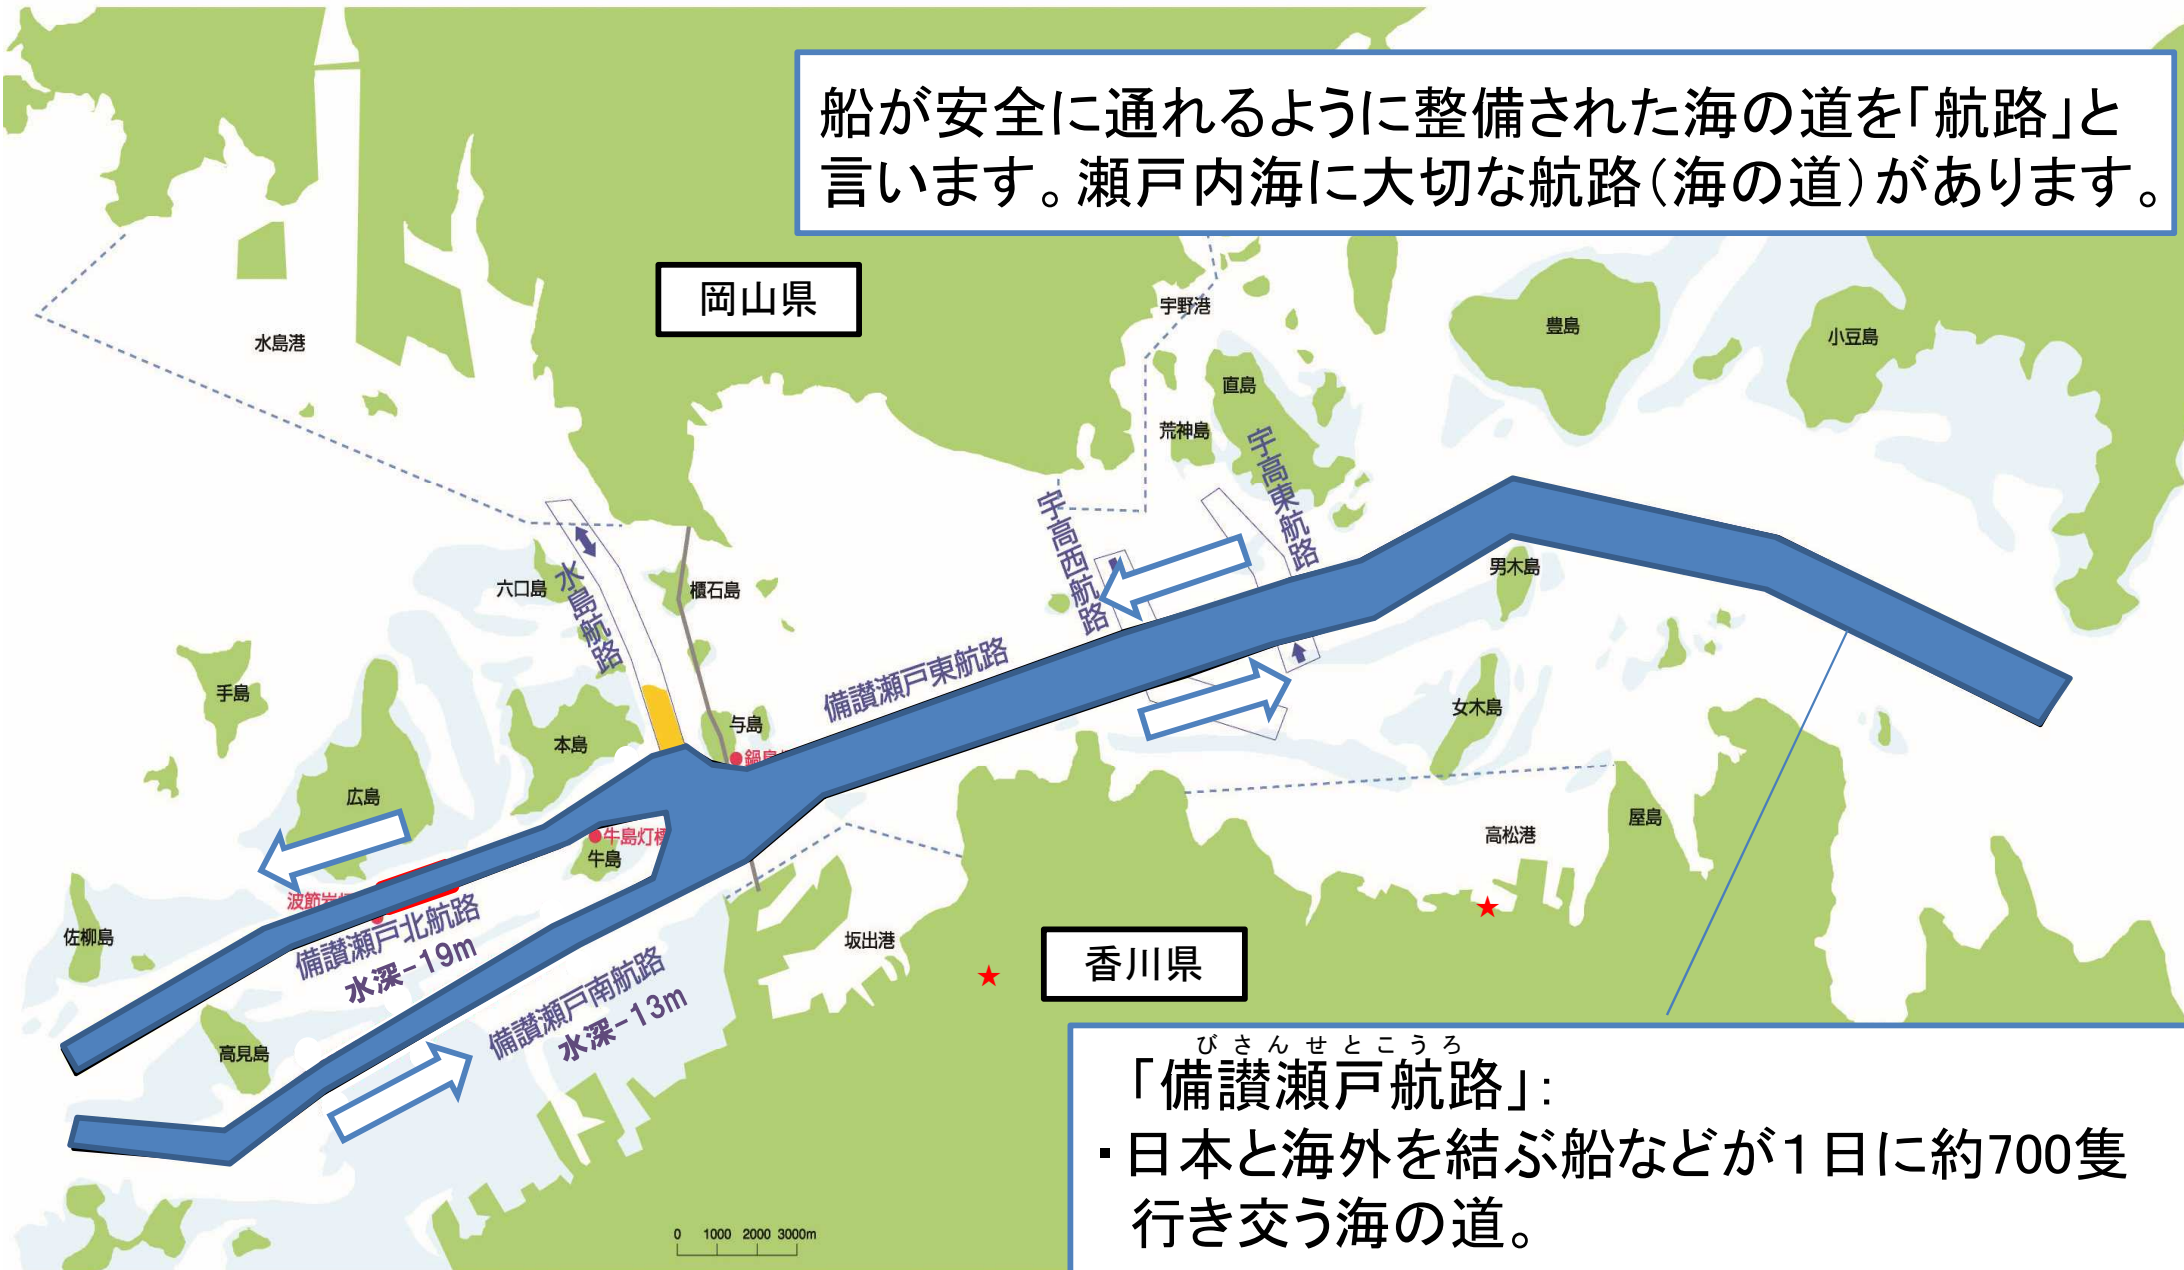 船が安全に通れるように整備された海の道を「航路」と
言います。瀬戸内海に大切な航路（海の道）があります。
岡山県
宇野港
水島港
豊島
小豆島
直島
荒神島
宇高東航路
宇高西航路
男木島
六口島
水島航路
櫃石島
備讃瀬戸東航路
手島
与島
女木島
本島
鍋島
広島
牛島灯標
牛島
屋島
高松港
波節岩
備讃瀬戸北航路
水深-19m
佐柳島
坂出港
香川県
備讃瀬戸南航路
水深-13m
高見島
びさんせとこうろ
「備讃瀬戸航路」：
・日本と海外を結ぶ船などが１日に約700隻
行き交う海の道。
0 1000 2000 3000m